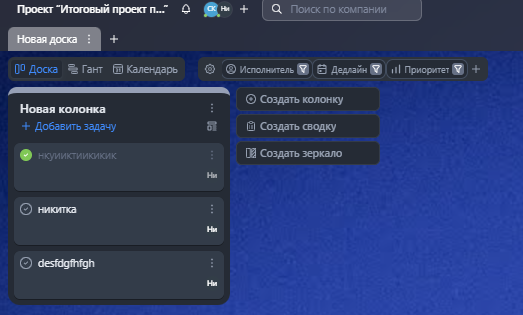 Проект “Итоговый проект п...”
СК
Ни
Поиск по компании
Новая доска
Доска
Гант
Календарь
Исполнитель
Дедлайн
Приоритет
Новая колонка
Добавить задачу
нкуииктиикикик
Ни
никитка
Ни
desfdgfhfgh
Ни
Создать колонку
Создать сводку
Создать зеркало